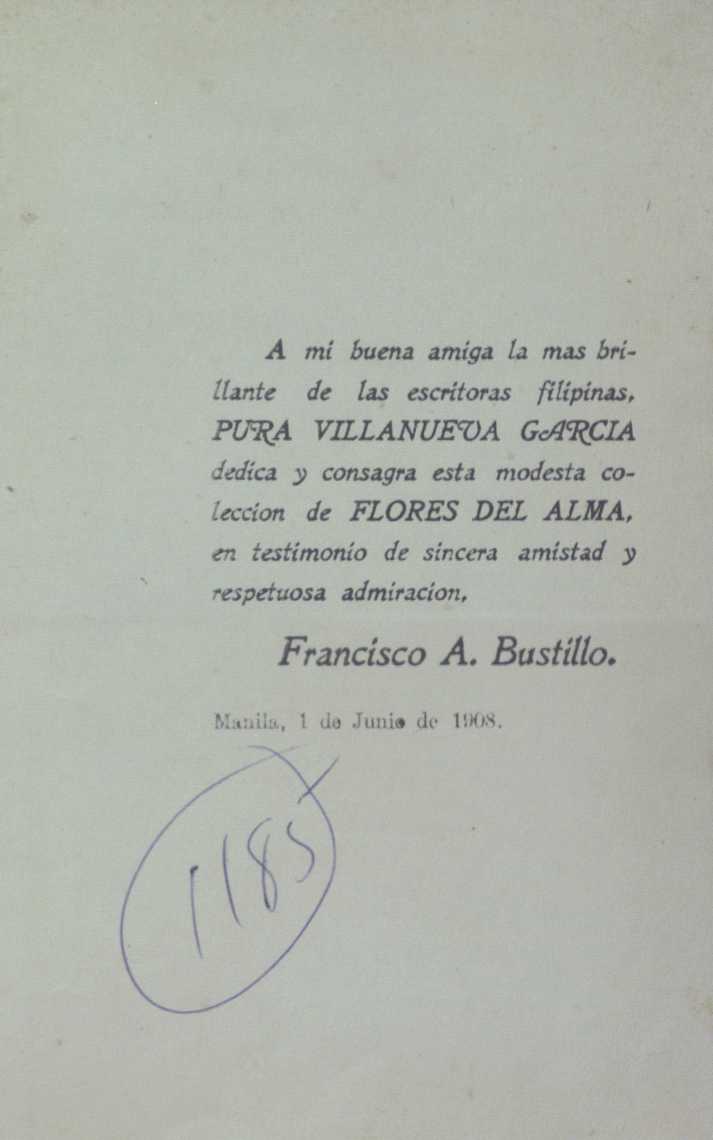 A mi buena amiga la mas bri-
llante de las escritoras filipinas,
PURA VILLANUEVA GARCIA
dedica y consagra esta modesta co-
leccion de FLORES DEL ALMA,
en testimonio de sincera amistad y
respetuosa admiracion,
Francisco A. Bustillo.
Manila, 1 de Junio de 1908.
1185